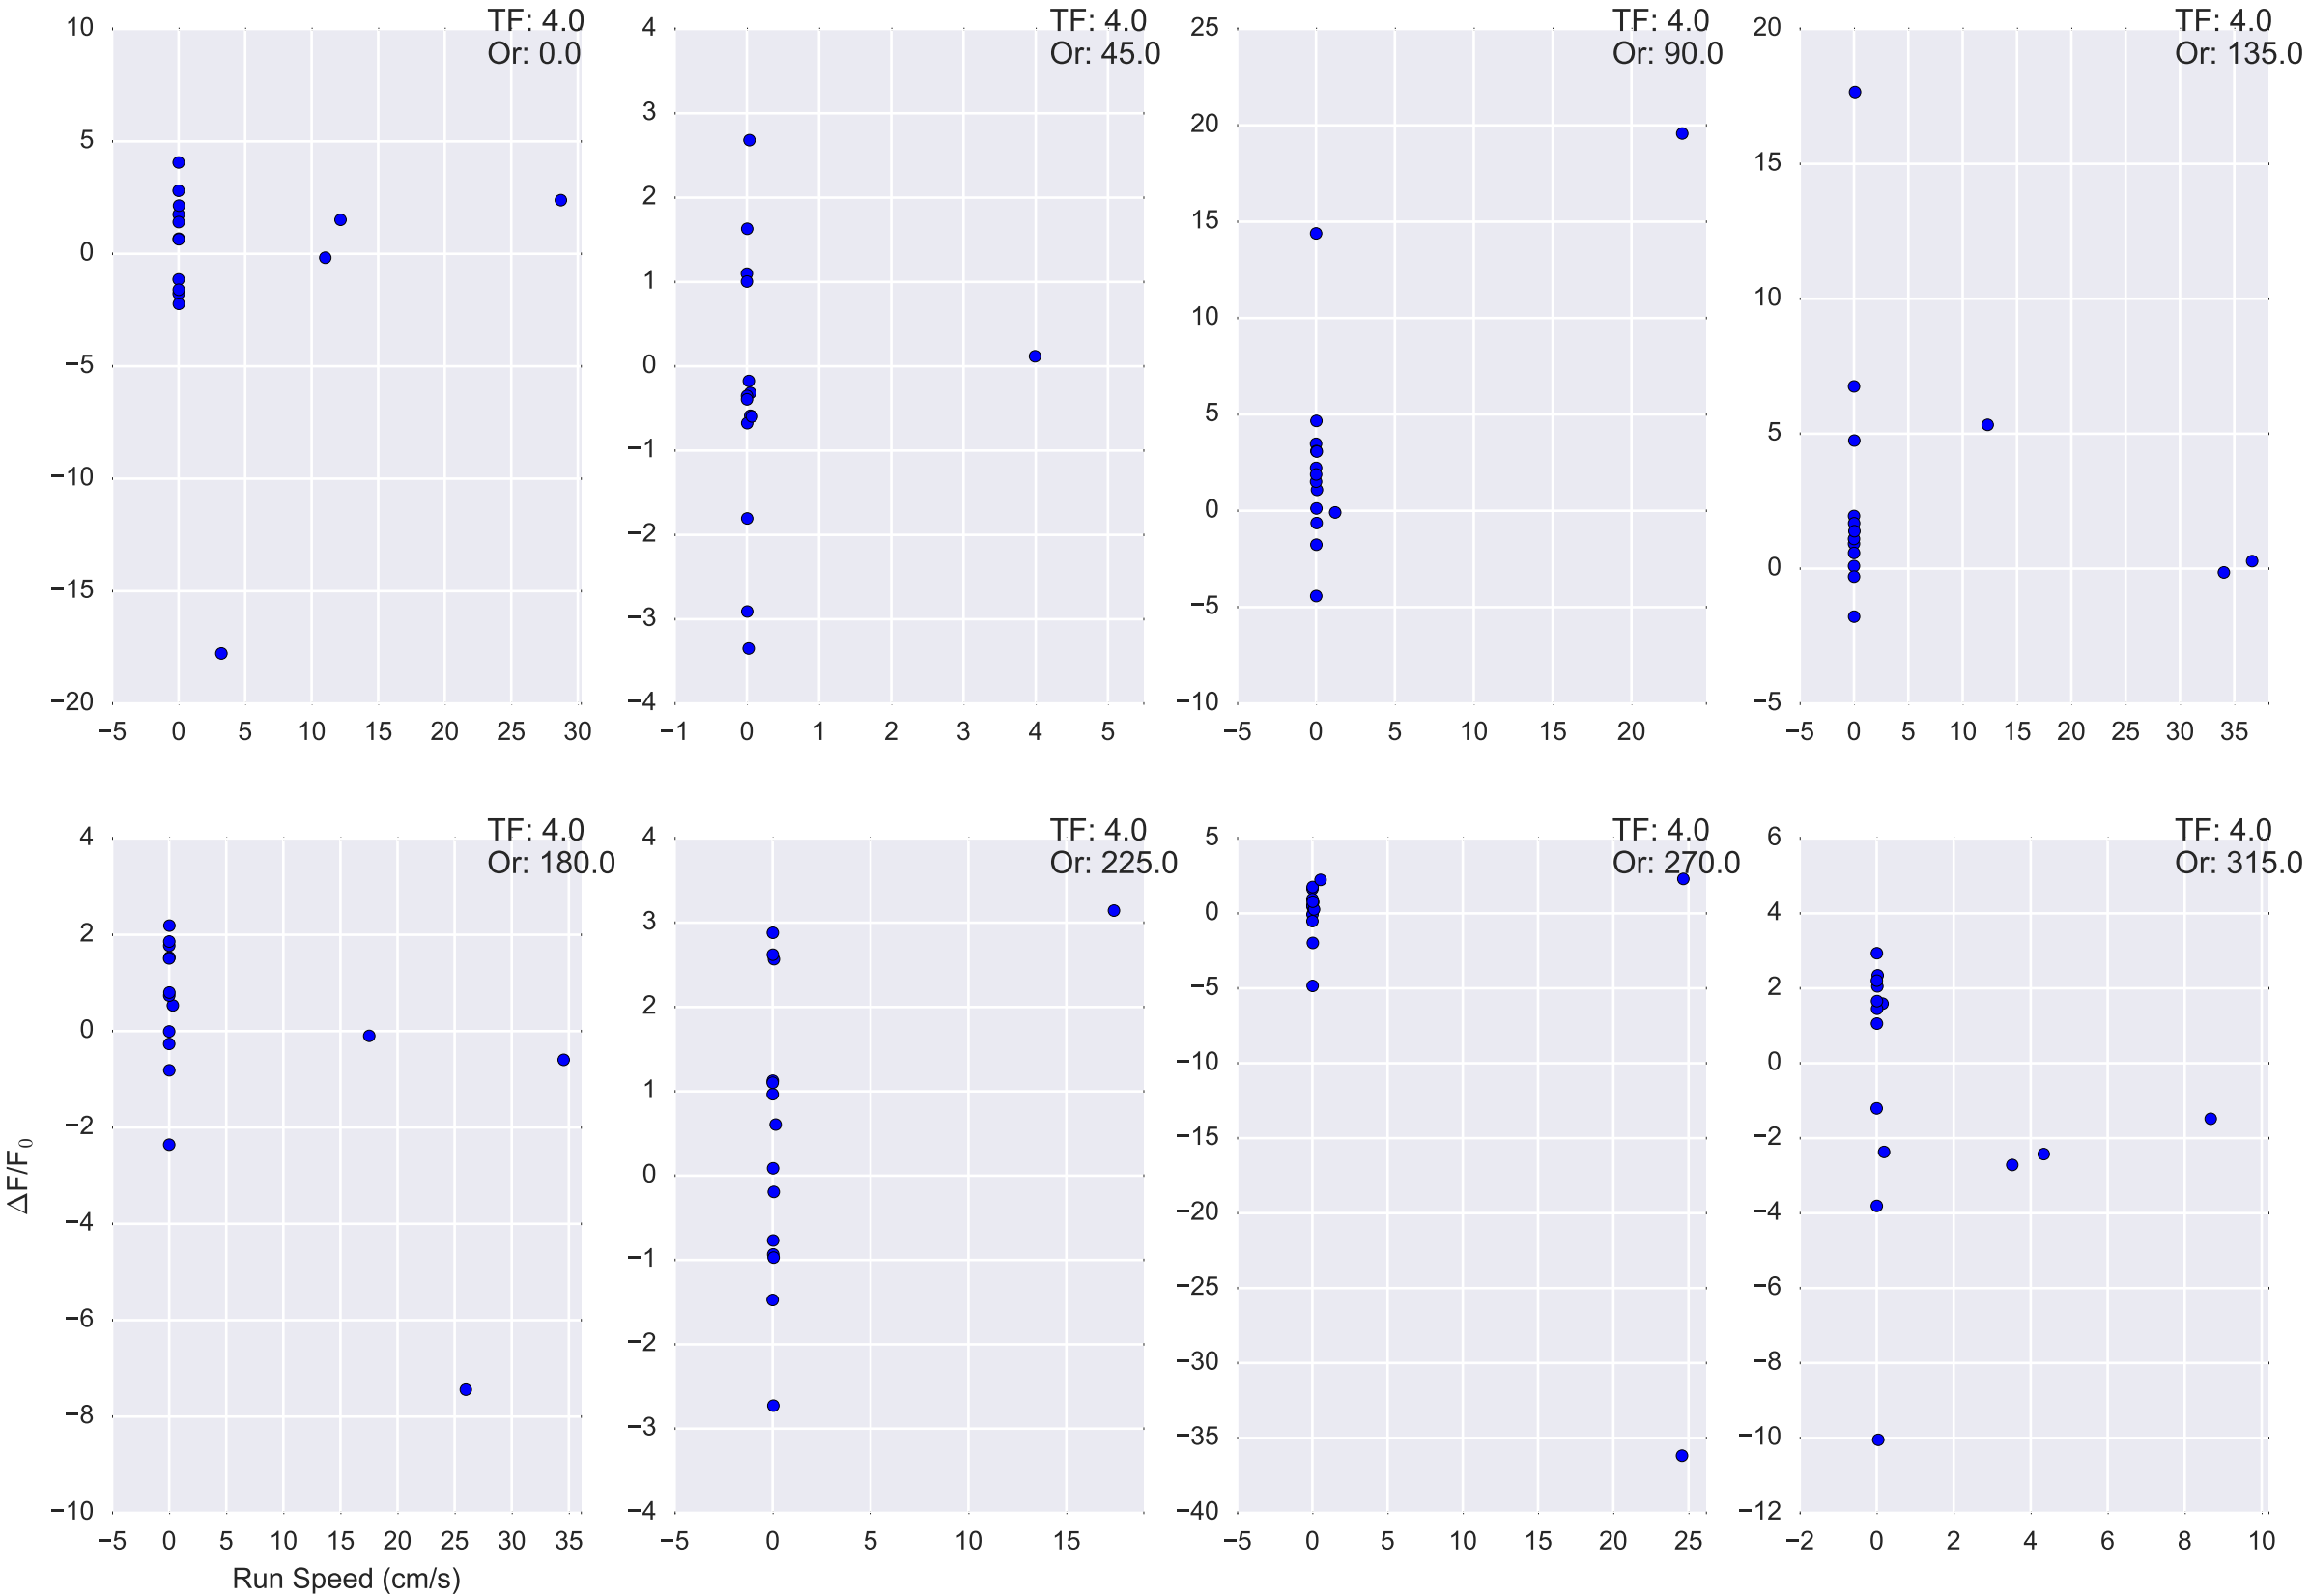 TF: 4.0
Or: 0.0
10
5
0
−5
−10
−15
−20
−5 0 5 10 15 20 25 30
TF: 4.0
Or: 45.0
4
3
2
1
0
−1
−2
−3
−4
−1 0 1 2 3 4 5
TF: 4.0
Or: 90.0
25
20
15
10
5
0
−5
−10
−5 0 5 10 15 20
TF: 4.0
Or: 135.0
20
15
10
5
0
−5
−5 0 5 10 15 20 25 30 35
TF: 4.0
Or: 180.0
4
2
0
−2
−4
−6
−8
−10
−5 0 5 10 15 20 25 30 35
Run Speed (cm/s)
ΔF/F₀
TF: 4.0
Or: 225.0
4
3
2
1
0
−1
−2
−3
−4
−5 0 5 10 15
TF: 4.0
Or: 270.0
5
0
−5
−10
−15
−20
−25
−30
−35
−40
−5 0 5 10 15 20 25
TF: 4.0
Or: 315.0
6
4
2
0
−2
−4
−6
−8
−10
−12
−2 0 2 4 6 8 10